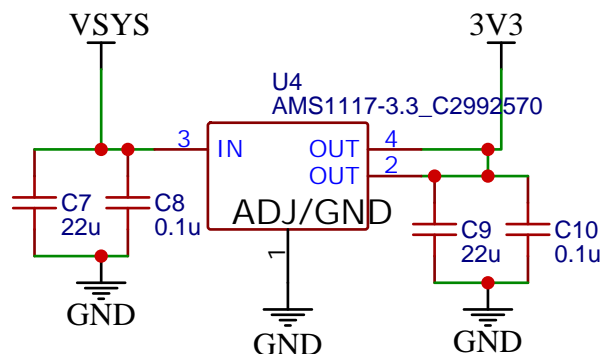 VSYS
3V3
U4
AMS1117-3.3_C2992570
3
IN
OUT
4
OUT
2
ADJ/GND
1
C7
22u
C8
0.1u
C9
22u
C10
0.1u
GND
GND
GND